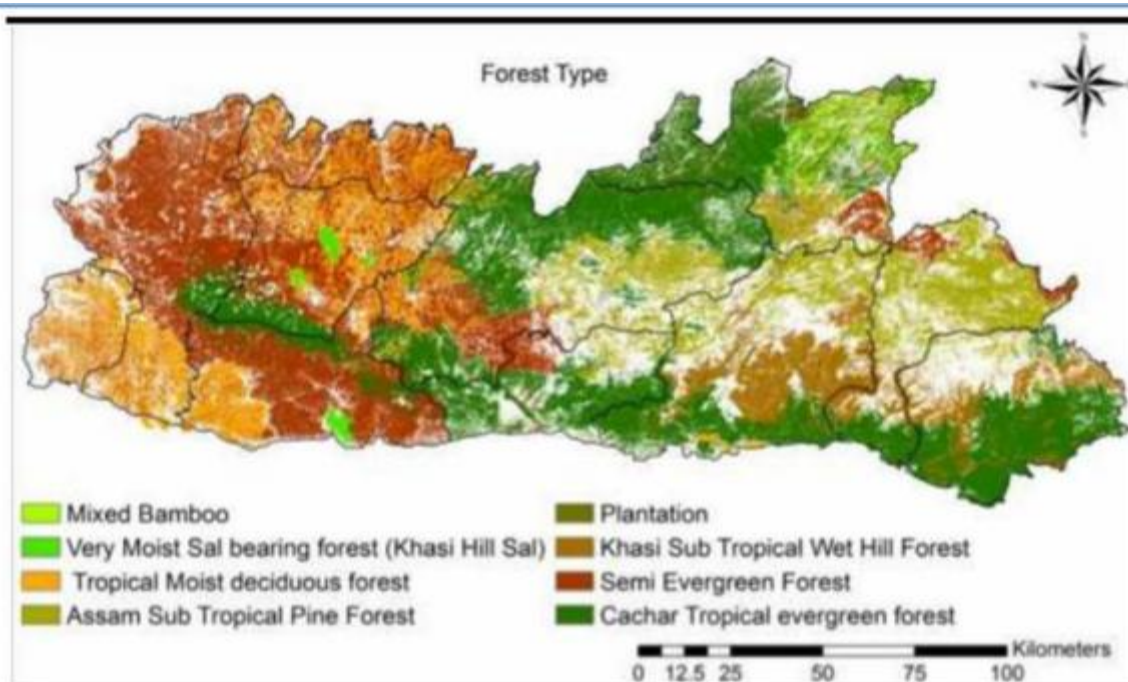 Forest Type
N
Mixed Bamboo
Very Moist Sal bearing forest (Khasi Hill Sal)
Tropical Moist deciduous forest
Assam Sub Tropical Pine Forest
Plantation
Khasi Sub Tropical Wet Hill Forest
Semi Evergreen Forest
Cachar Tropical evergreen forest
Kilometers
0 12.5 25 50 75 100